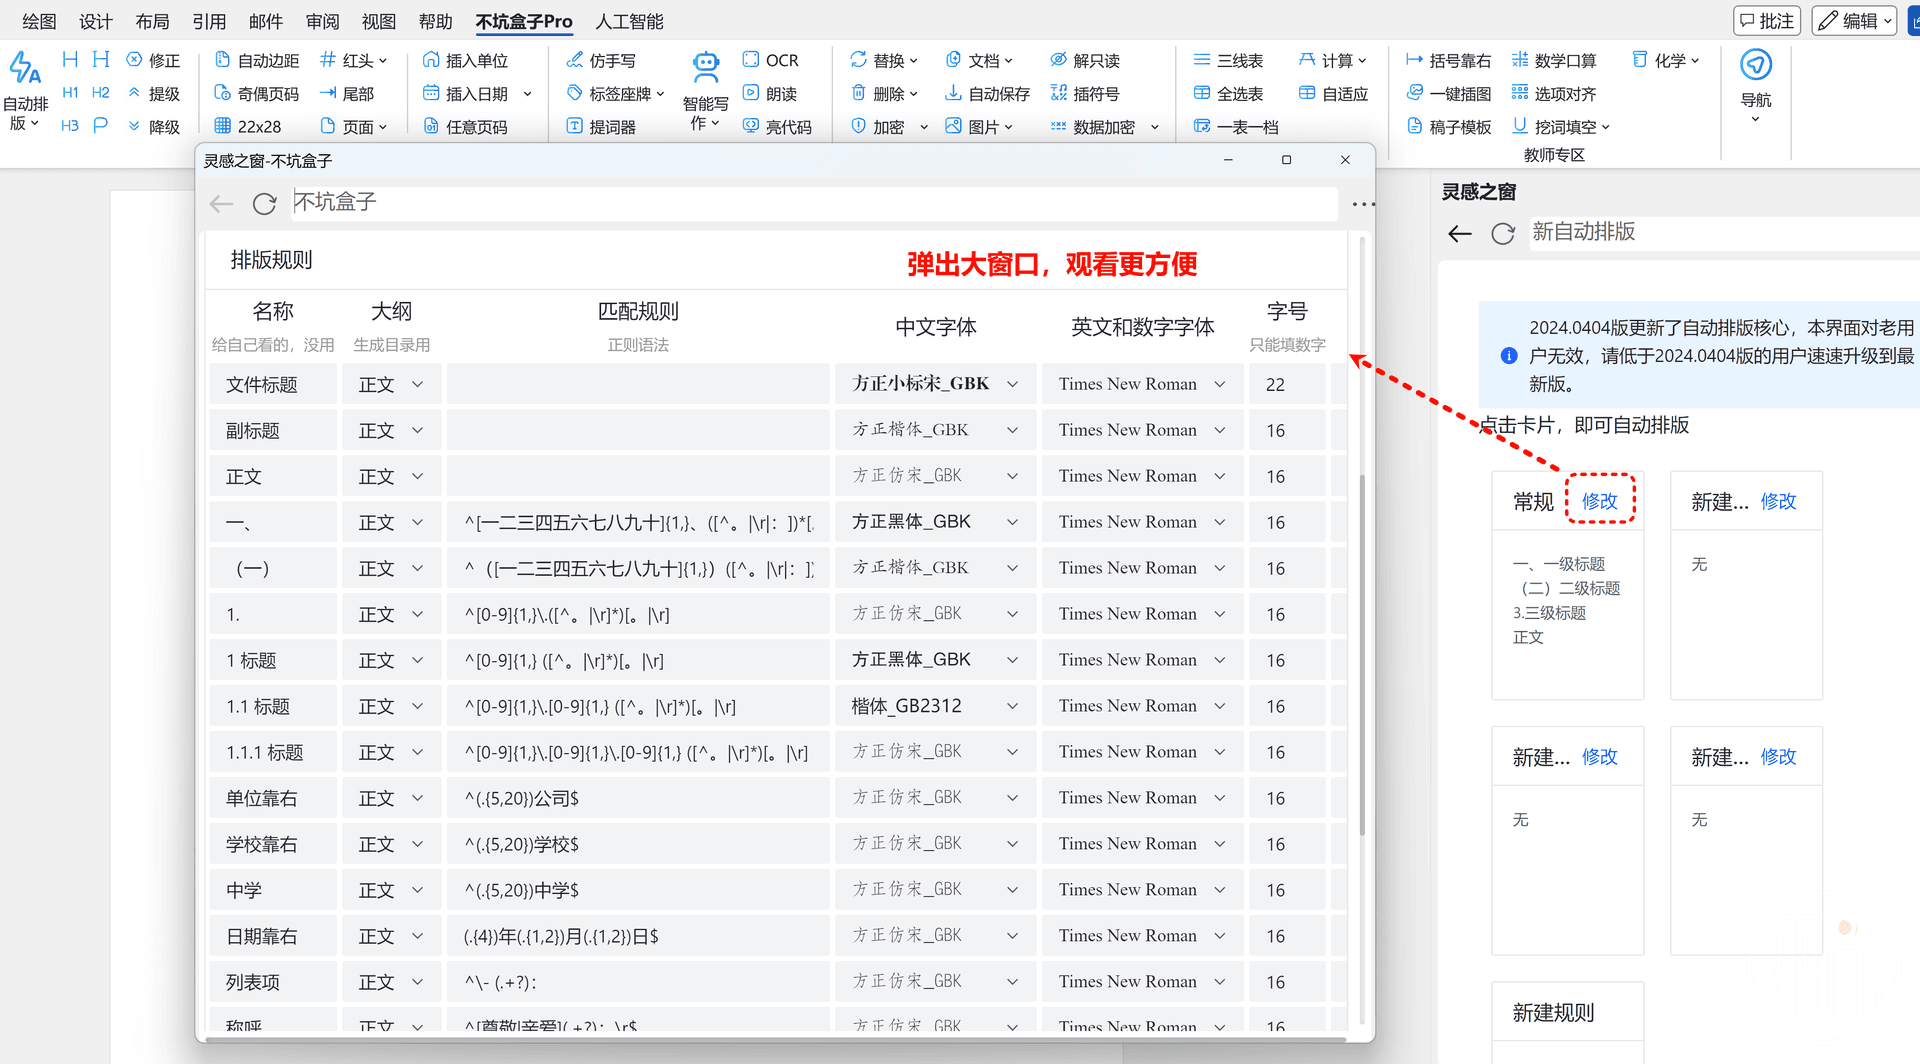 绘图 设计 布局 引用 邮件 审阅 视图 帮助 不坑盒子Pro 人工智能 批注 编辑
自动排版 H H 修正 H1 H2 提级 H3 降级
自动边距 红头 奇偶页码 尾部 22x28 页面
插入单位 插入日期 任意页码
仿手写 标签座牌 提词器 智能写作 OCR 朗读 亮代码
替换 文档 解只读 删除 自动保存 插符号 加密 图片 数据加密
三线表 计算 全选表 自适应 一表一档
括号靠右 数学口算 化学 一键插图 选项对齐 稿子模板 挖词填空
教师专区
导航
灵感之窗-不坑盒子
不坑盒子
排版规则
弹出大窗口，观看更方便
名称 大纲 匹配规则 中文字体 英文和数字字体 字号
给自己看的，没用 生成目录用 正则语法 只能填数字
文件标题 正文 方正小标宋_GBK Times New Roman 22
副标题 正文 方正楷体_GBK Times New Roman 16
正文 正文 方正仿宋_GBK Times New Roman 16
一、 正文 ^[一二三四五六七八九十]{1,}、([^。|\r|：])*[. 方正黑体_GBK Times New Roman 16
（一） 正文 ^（[一二三四五六七八九十]{1,}）([^。|\r|：]) 方正楷体_GBK Times New Roman 16
1. 正文 ^[0-9]{1,}\.([^。|\r]*)[。|\r] 方正仿宋_GBK Times New Roman 16
1 标题 正文 ^[0-9]{1,} ([^。|\r]*)[。|\r] 方正黑体_GBK Times New Roman 16
1.1 标题 正文 ^[0-9]{1,}\.[0-9]{1,} ([^。|\r]*)[。|\r] 楷体_GB2312 Times New Roman 16
1.1.1 标题 正文 ^[0-9]{1,}\.[0-9]{1,}\.[0-9]{1,} ([^。|\r]*)[。|\r] 方正仿宋_GBK Times New Roman 16
单位靠右 正文 ^(.{5,20})公司$ 方正仿宋_GBK Times New Roman 16
学校靠右 正文 ^(.{5,20})学校$ 方正仿宋_GBK Times New Roman 16
中学 正文 ^(.{5,20})中学$ 方正仿宋_GBK Times New Roman 16
日期靠右 正文 (.{4})年(.{1,2})月(.{1,2})日$ 方正仿宋_GBK Times New Roman 16
列表项 正文 ^\- (.+?)： 方正仿宋_GBK Times New Roman 16
称呼 正文 ^[尊敬|亲爱](.+?)：\r$ 方正仿宋_GBK Times New Roman 16
灵感之窗
新自动排版
2024.0404版更新了自动排版核心，本界面对老用
户无效，请低于2024.0404版的用户速速升级到最
新版。
点击卡片，即可自动排版
常规 修改
一、一级标题
（二）二级标题
3.三级标题
正文
新建... 修改
无
新建... 修改
无
新建... 修改
无
新建规则